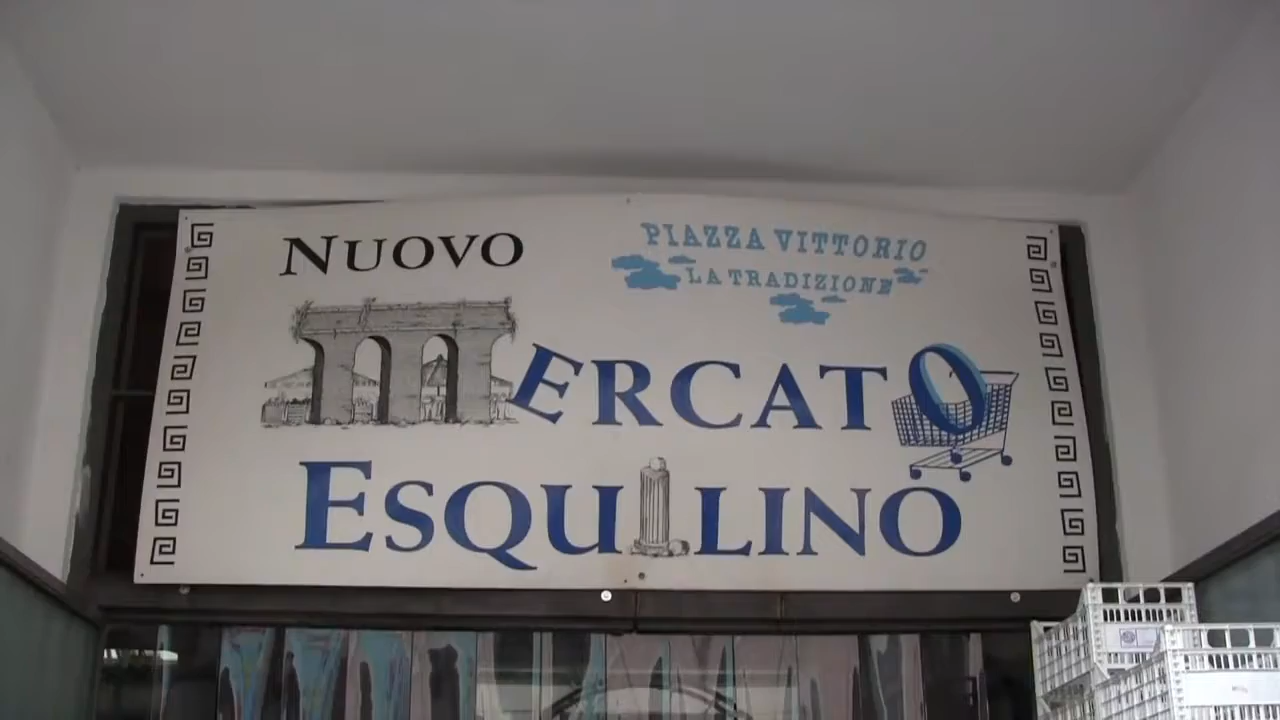 NUOVO
PIAZZA VITTORIO
LA TRADIZIONE
MERCATO
ESQUILINO